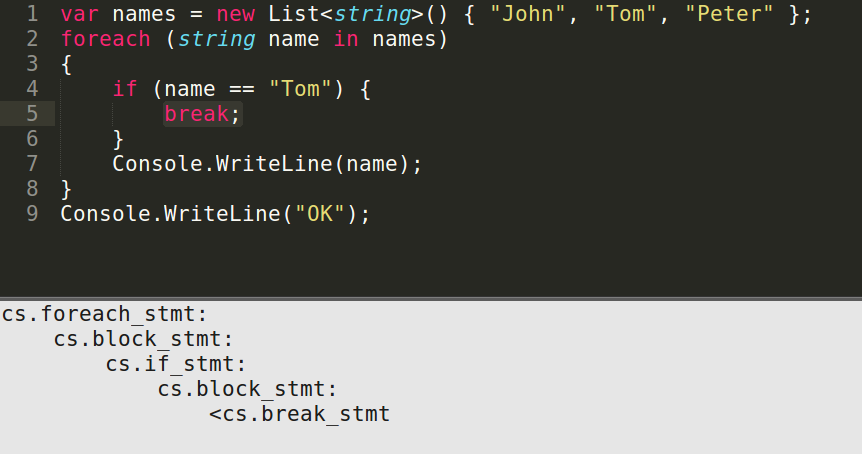 1 var names = new List<string>() { "John", "Tom", "Peter" };
2 foreach (string name in names)
3 {
4     if (name == "Tom") {
5         break;
6     }
7     Console.WriteLine(name);
8 }
9 Console.WriteLine("OK");
cs.foreach_stmt:
    cs.block_stmt:
        cs.if_stmt:
            cs.block_stmt:
                <cs.break_stmt